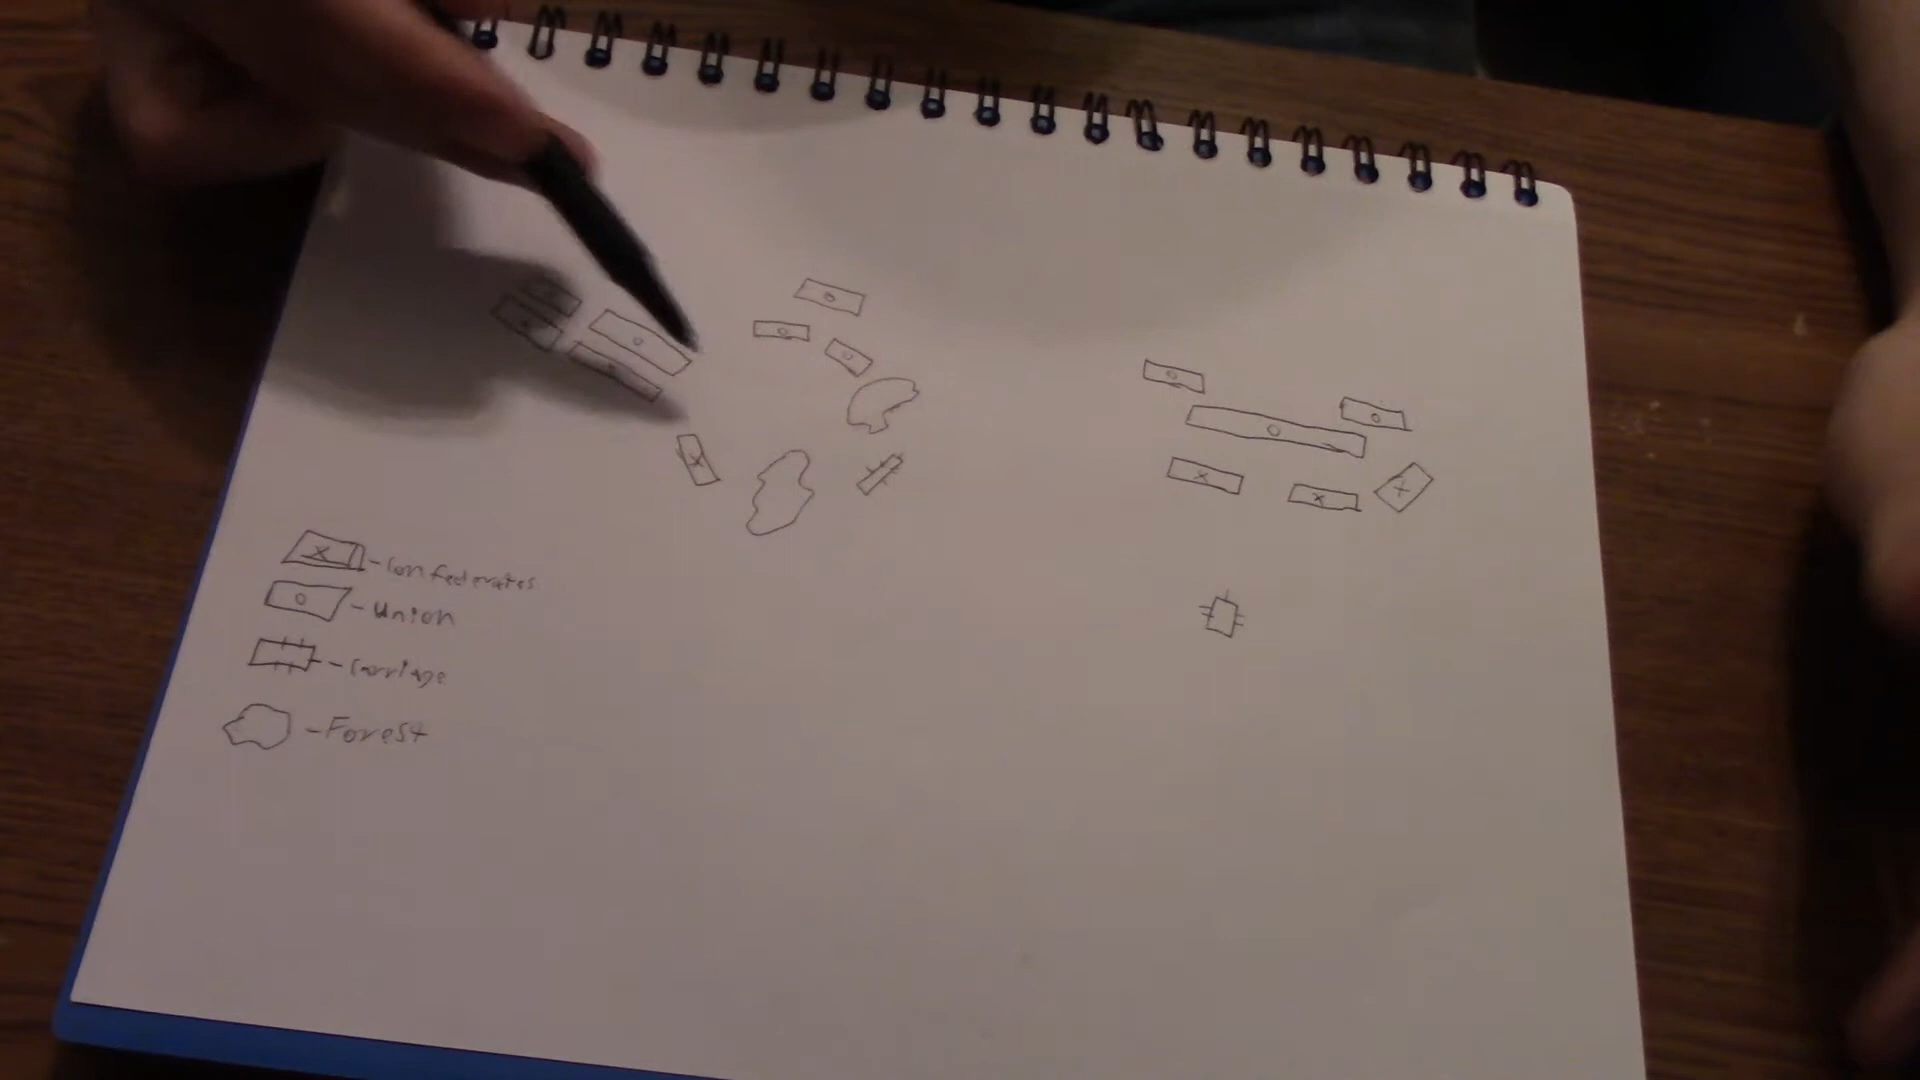 - Confederates
- Union
- Carriage
- Forest